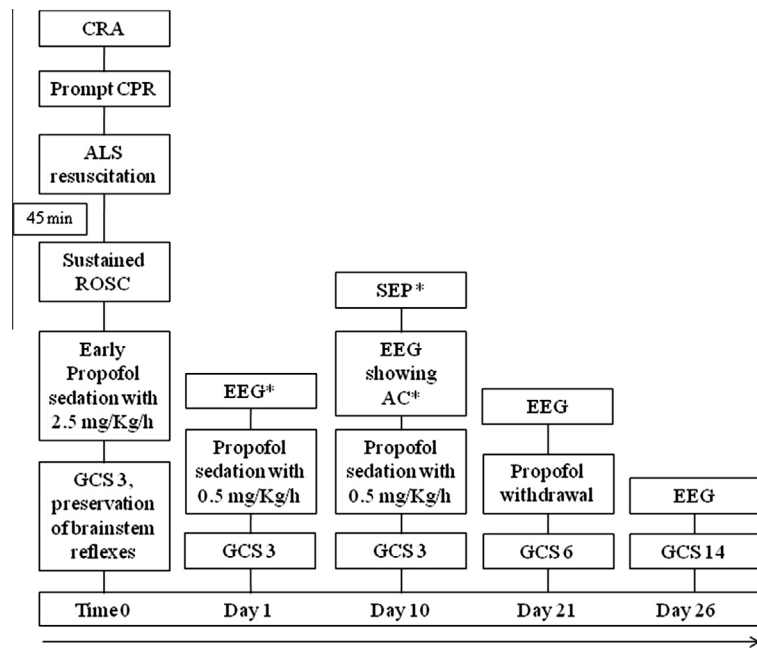 CRA
Prompt CPR
ALS
resuscitation
45 min
Sustained
ROSC
Early
Propofol
sedation with
2.5 mg/Kg/h
GCS 3,
preservation
of brainstem
reflexes
Time 0
EEG*
Propofol
sedation with
0.5 mg/Kg/h
GCS 3
Day 1
SEP*
EEG
showing
AC*
Propofol
sedation with
0.5 mg/Kg/h
GCS 3
Day 10
EEG
Propofol
withdrawal
GCS 6
Day 21
EEG
GCS 14
Day 26